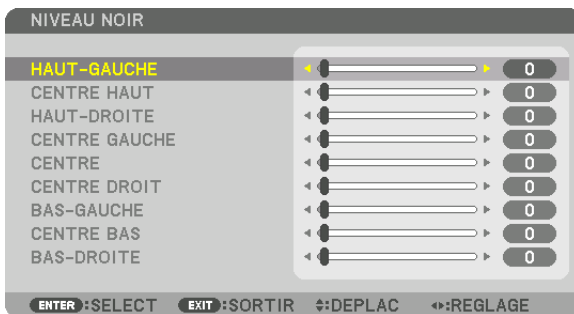 NIVEAU NOIR
HAUT-GAUCHE 0
CENTRE HAUT 0
HAUT-DROITE 0
CENTRE GAUCHE 0
CENTRE 0
CENTRE DROIT 0
BAS-GAUCHE 0
CENTRE BAS 0
BAS-DROITE 0
ENTER:SELECT EXIT:SORTIR :DEPLAC :REGLAGE